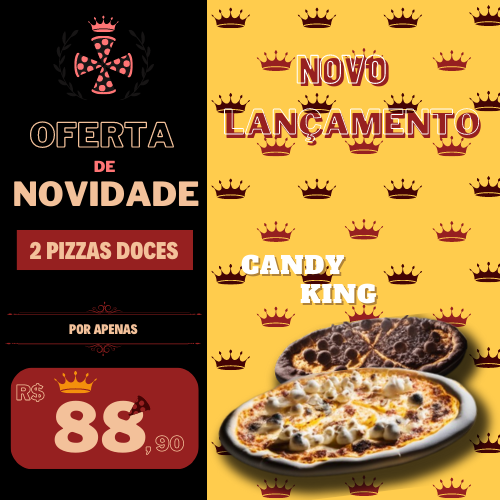 OFERTA
DE
NOVIDADE
2 PIZZAS DOCES
POR APENAS
R$ 88,90
NOVO
LANÇAMENTO
CANDY
KING